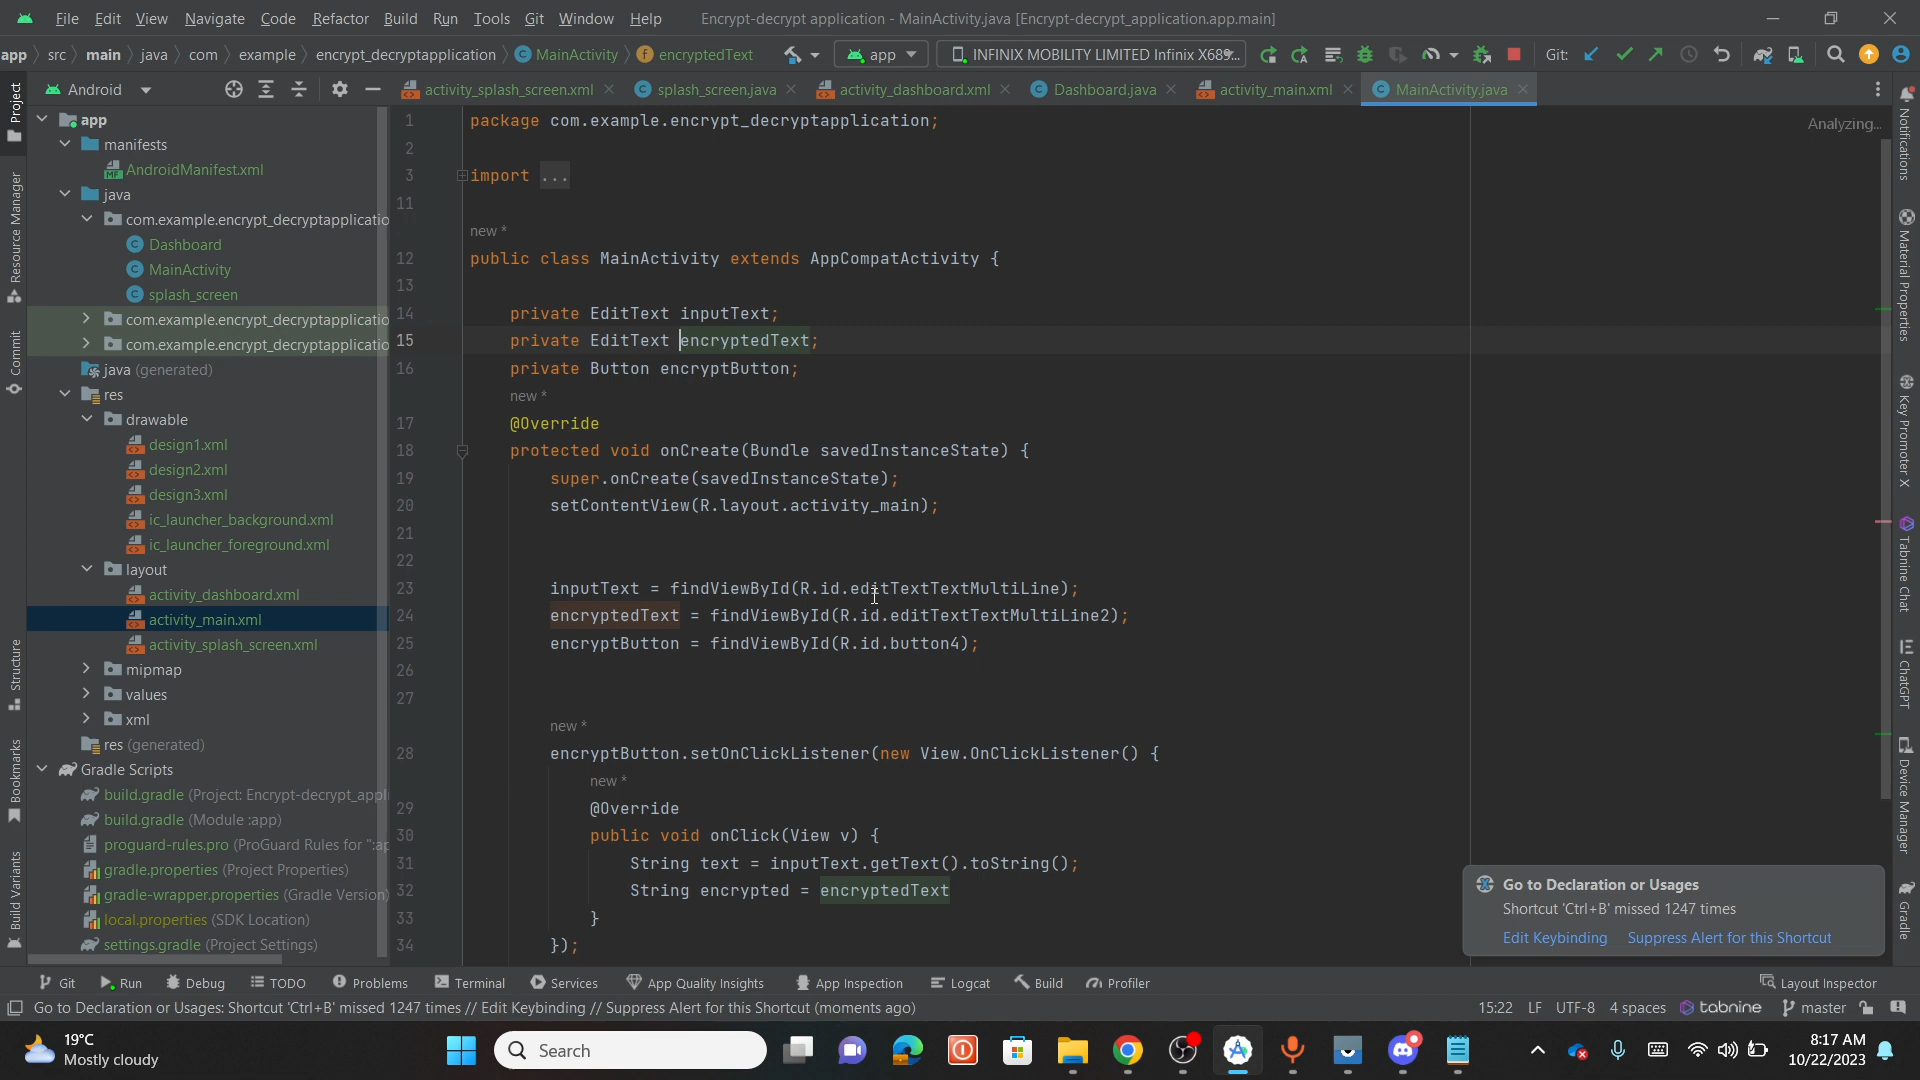 File Edit View Navigate Code Refactor Build Run Tools Git Window Help Encrypt-decrypt application - MainActivity.java [Encrypt-decrypt_application.app.main]
app src main java com example encrypt_decryptapplication MainActivity encryptedText app INFINIX MOBILITY LIMITED Infinix X689... Git:
Android activity_splash_screen.xml splash_screen.java activity_dashboard.xml Dashboard.java activity_main.xml MainActivity.java
Project
Resource Manager
Commit
Structure
Bookmarks
Build Variants
app
manifests
AndroidManifest.xml
java
com.example.encrypt_decryptapplicatio
Dashboard
MainActivity
splash_screen
com.example.encrypt_decryptapplicatio
com.example.encrypt_decryptapplicatio
java (generated)
res
drawable
design1.xml
design2.xml
design3.xml
ic_launcher_background.xml
ic_launcher_foreground.xml
layout
activity_dashboard.xml
activity_main.xml
activity_splash_screen.xml
mipmap
values
xml
res (generated)
Gradle Scripts
build.gradle (Project: Encrypt-decrypt_appl
build.gradle (Module :app)
proguard-rules.pro (ProGuard Rules for ":ap
gradle.properties (Project Properties)
gradle-wrapper.properties (Gradle Version)
local.properties (SDK Location)
settings.gradle (Project Settings)
1 package com.example.encrypt_decryptapplication;
2
3 import ...
11
new *
12 public class MainActivity extends AppCompatActivity {
13
14 private EditText inputText;
15 private EditText encryptedText;
16 private Button encryptButton;
new *
17 @Override
18 protected void onCreate(Bundle savedInstanceState) {
19 super.onCreate(savedInstanceState);
20 setContentView(R.layout.activity_main);
21
22
23 inputText = findViewById(R.id.editTextTextMultiLine);
24 encryptedText = findViewById(R.id.editTextTextMultiLine2);
25 encryptButton = findViewById(R.id.button4);
26
27
new *
28 encryptButton.setOnClickListener(new View.OnClickListener() {
new *
29 @Override
30 public void onClick(View v) {
31 String text = inputText.getText().toString();
32 String encrypted = encryptedText
33 }
34 });
Analyzing...
Go to Declaration or Usages
Shortcut 'Ctrl+B' missed 1247 times
Edit Keybinding Suppress Alert for this Shortcut
Notifications
Material Properties
Key Promoter X
Tabnine Chat
ChatGPT
Device Manager
Gradle
Git Run Debug TODO Problems Terminal Services App Quality Insights App Inspection Logcat Build Profiler Layout Inspector
Go to Declaration or Usages: Shortcut 'Ctrl+B' missed 1247 times // Edit Keybinding // Suppress Alert for this Shortcut (moments ago) 15:22 LF UTF-8 4 spaces tabnine master
19°C
Mostly cloudy
Search
8:17 AM
10/22/2023